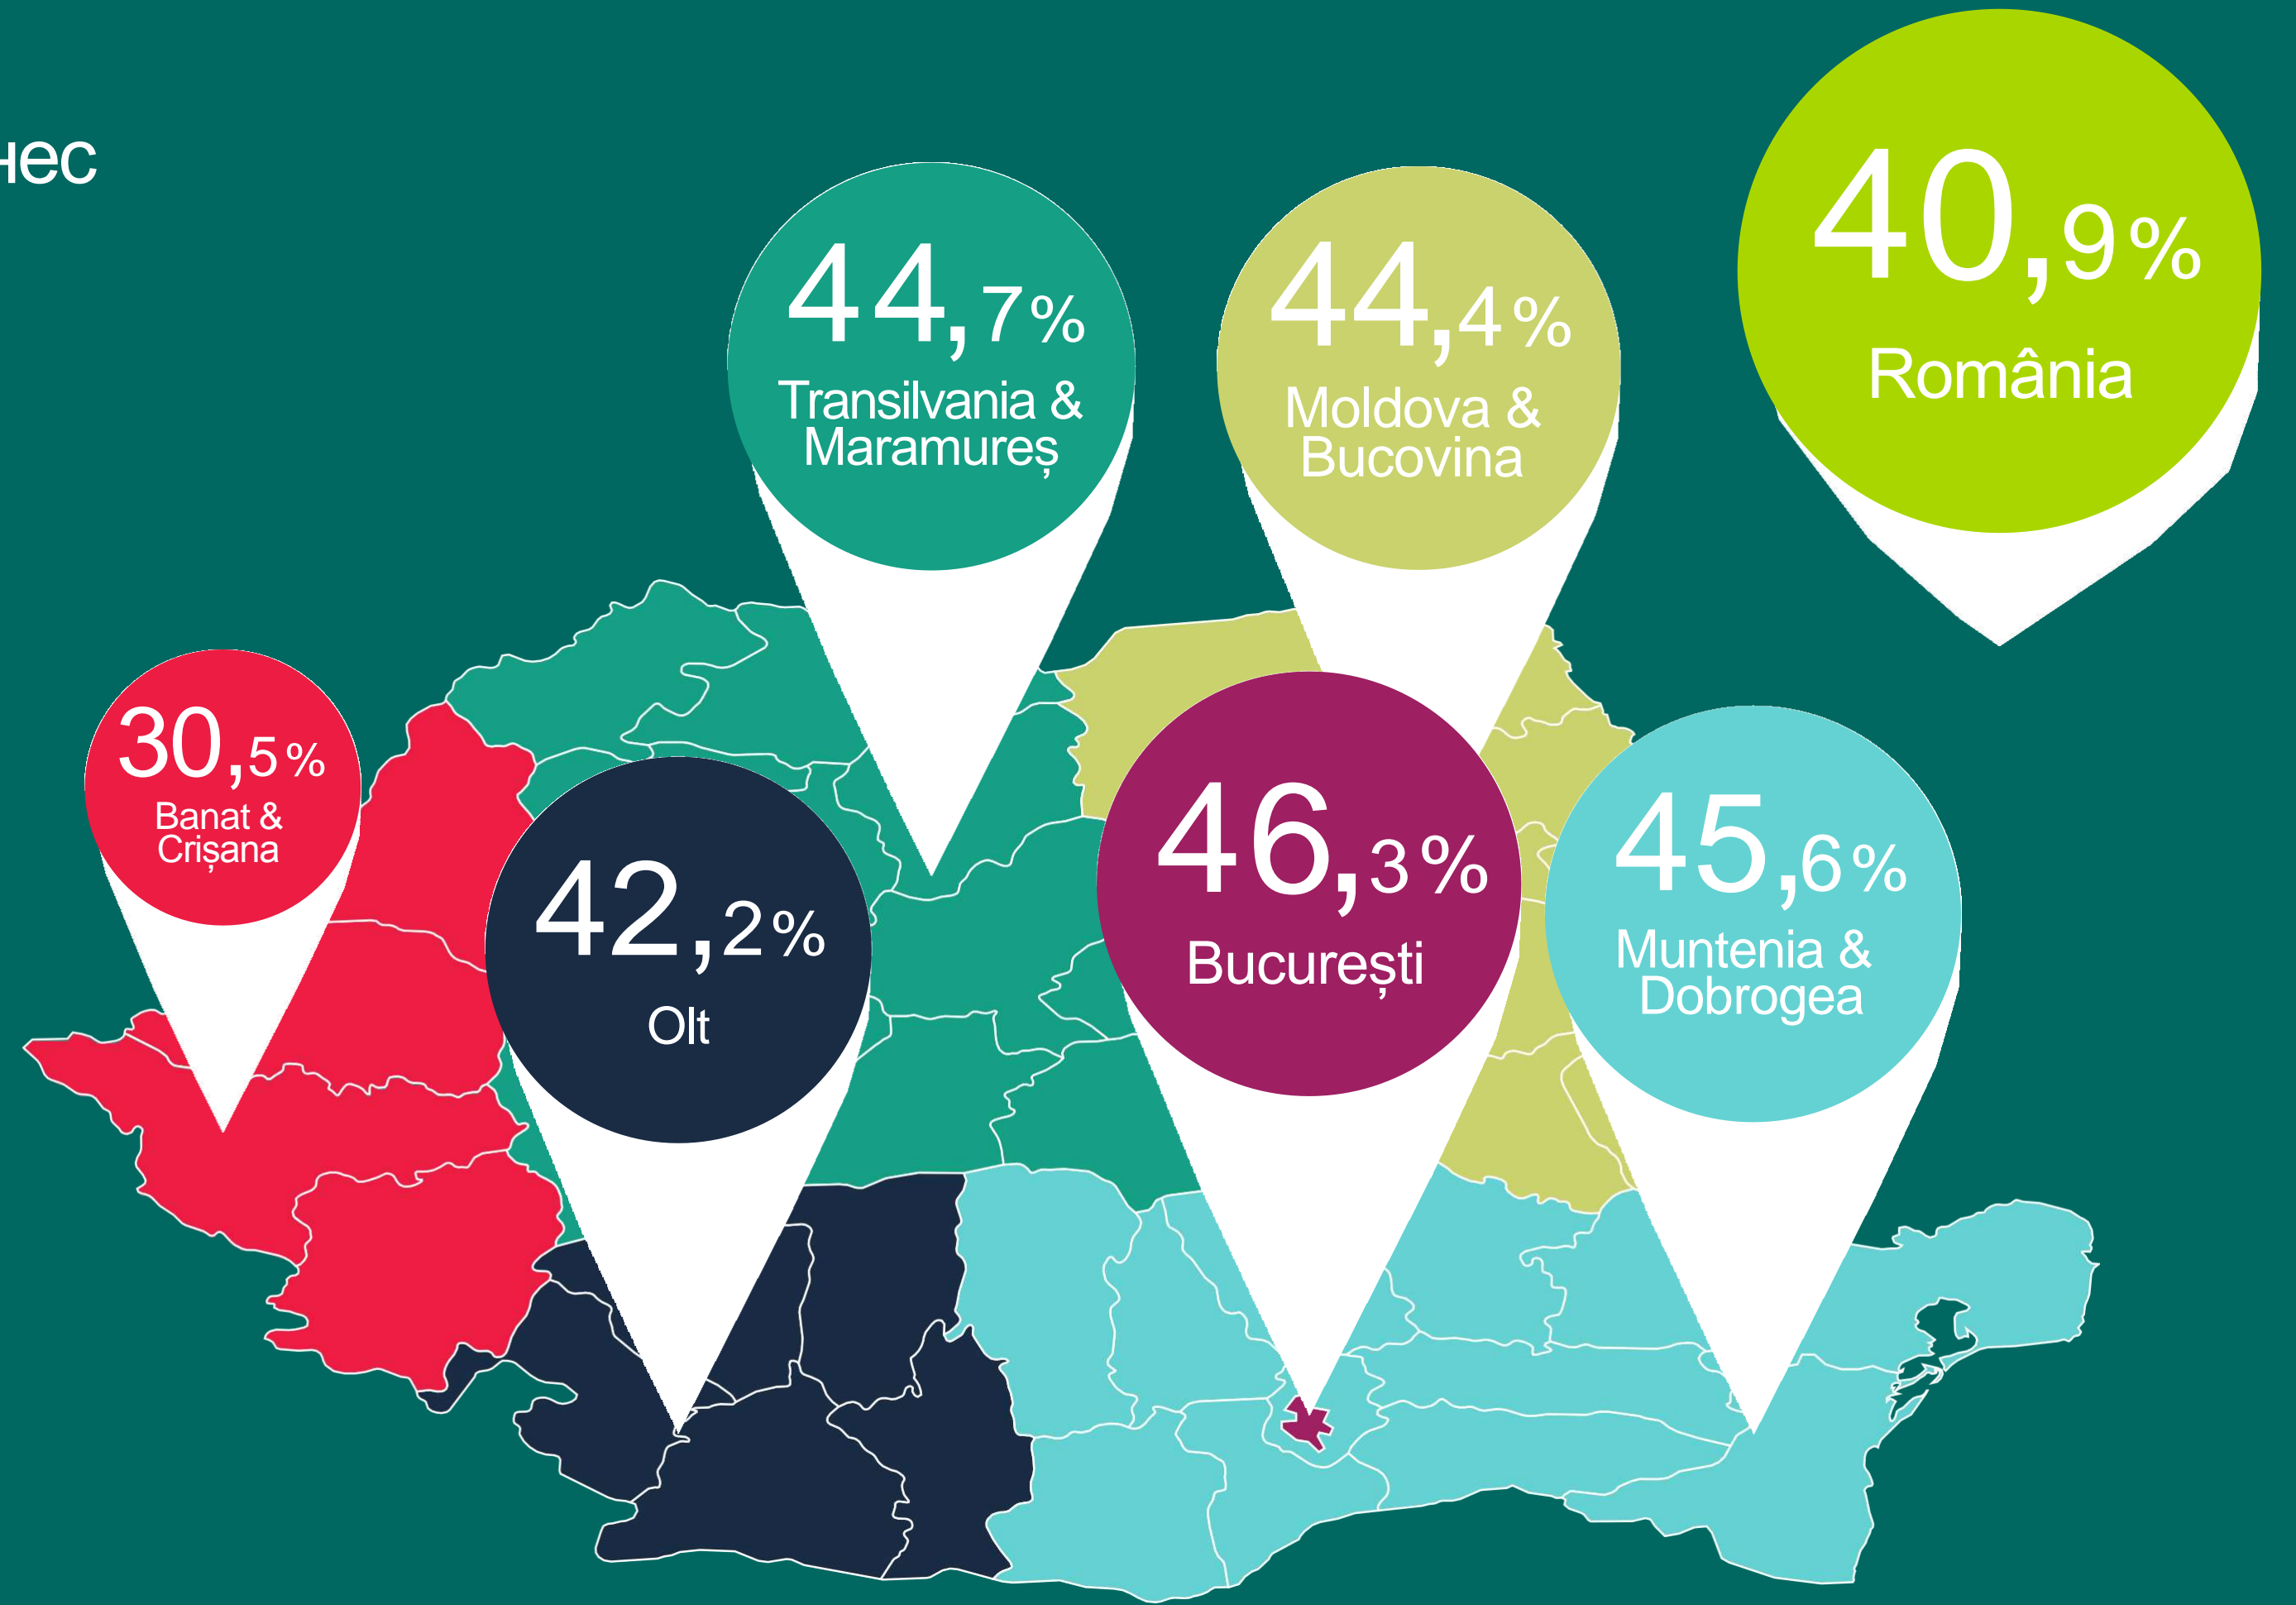 40,9%
România
44,7%
Transilvania &
Maramureș
44,4%
Moldova &
Bucovina
30,5%
Banat &
Crișana
42,2%
Olt
46,3%
București
45,6%
Muntenia &
Dobrogea